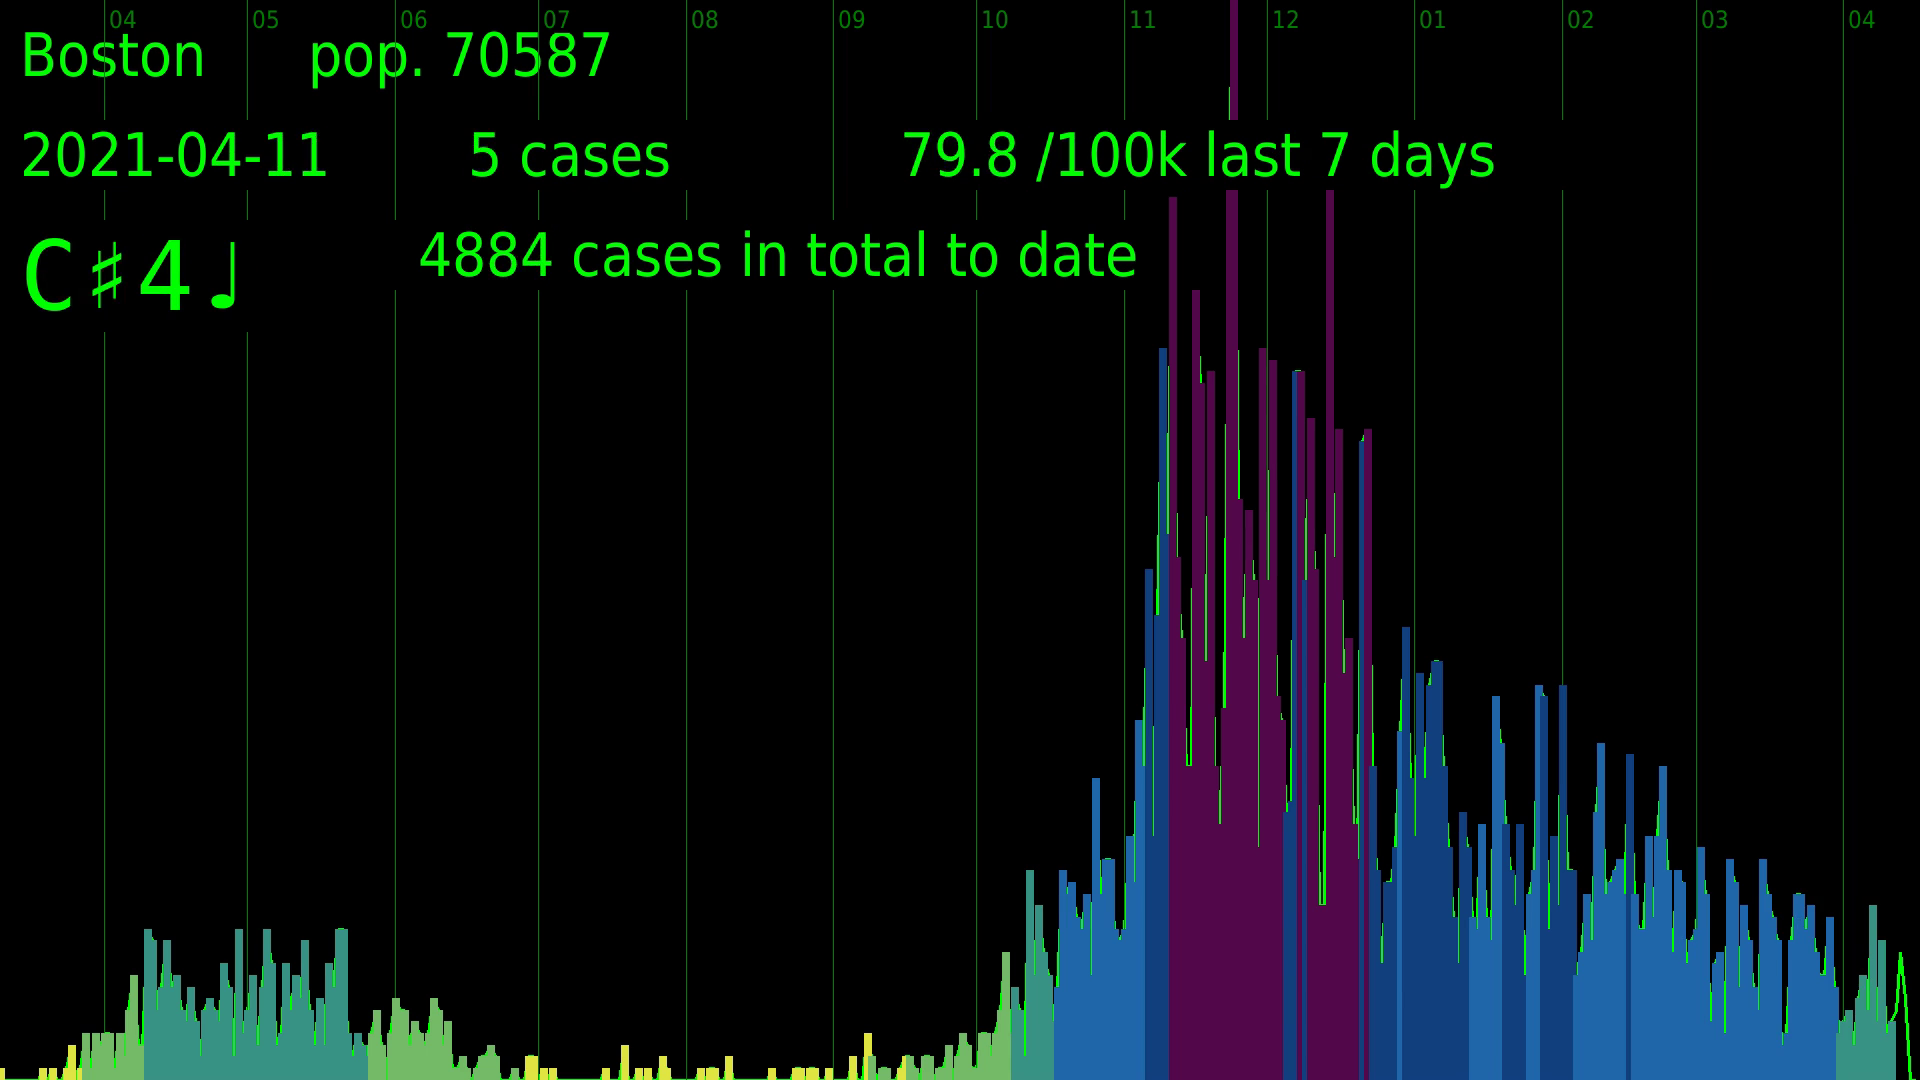 04 05 06 07 08 09 10 11 12 01 02 03 04
Boston pop. 70587
2021-04-11 5 cases 79.8 /100k last 7 days
C♯4♩ 4884 cases in total to date